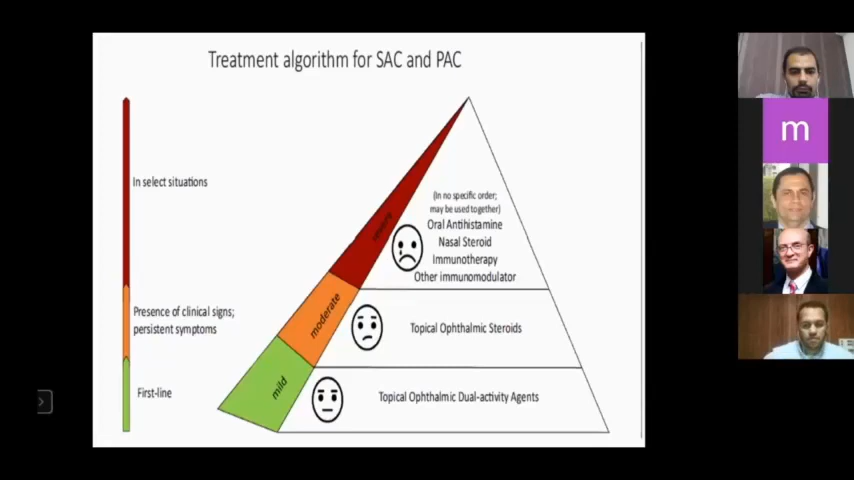 Treatment algorithm for SAC and PAC
In select situations
(In no specific order;
may be used together)
Oral Antihistamine
Nasal Steroid
Immunotherapy
Other immunomodulator
Presence of clinical signs;
persistent symptoms
moderate
Topical Ophthalmic Steroids
First-line
mild
Topical Ophthalmic Dual-activity Agents
m